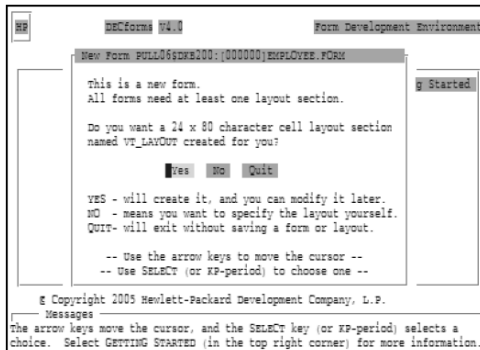 HP DECforms V4.0 Form Development Environment
New Form PULL06$DKB200:[000000]EMPLOYEE.FORM
g Started
This is a new form.
All forms need at least one layout section.
Do you want a 24 x 80 character cell layout section
named VT_LAYOUT created for you?
Yes No Quit
YES - will create it, and you can modify it later.
NO - means you want to specify the layout yourself.
QUIT- will exit without saving a form or layout.
-- Use the arrow keys to move the cursor --
-- Use SELECT (or KP-period) to choose one --
Copyright 2005 Hewlett-Packard Development Company, L.P.
Messages
The arrow keys move the cursor, and the SELECT key (or KP-period) selects a
choice. Select GETTING STARTED (in the top right corner) for more information.